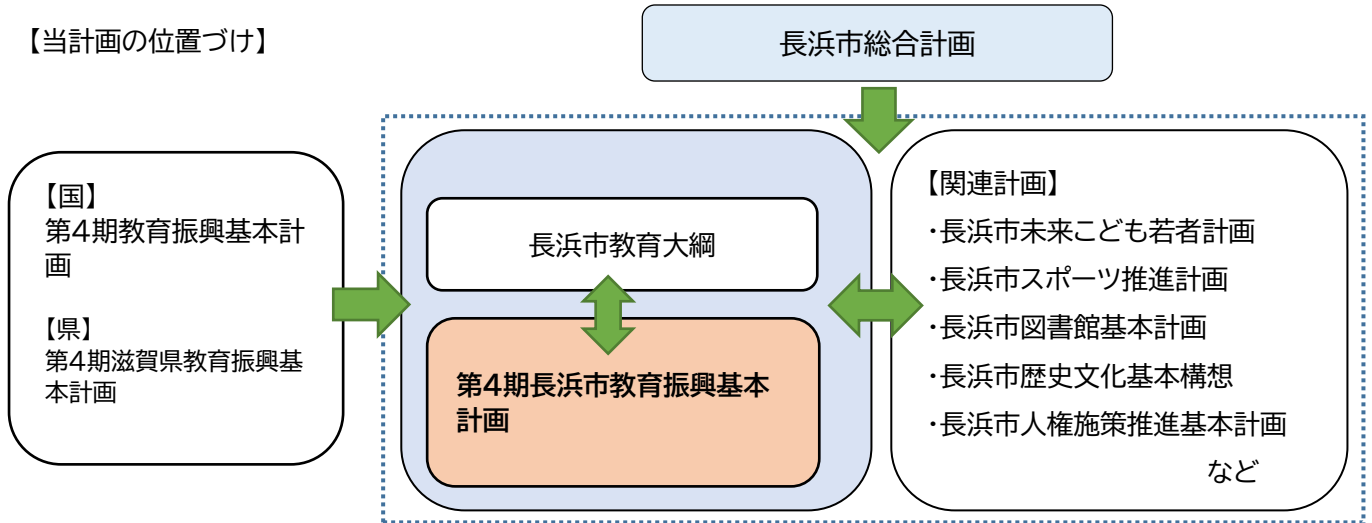 【当計画の位置づけ】
長浜市総合計画
【国】
第4期教育振興基本計
画
【県】
第4期滋賀県教育振興基
本計画
長浜市教育大綱
第4期長浜市教育振興基本
計画
【関連計画】
・長浜市未来こども若者計画
・長浜市スポーツ推進計画
・長浜市図書館基本計画
・長浜市歴史文化基本構想
・長浜市人権施策推進基本計画
など